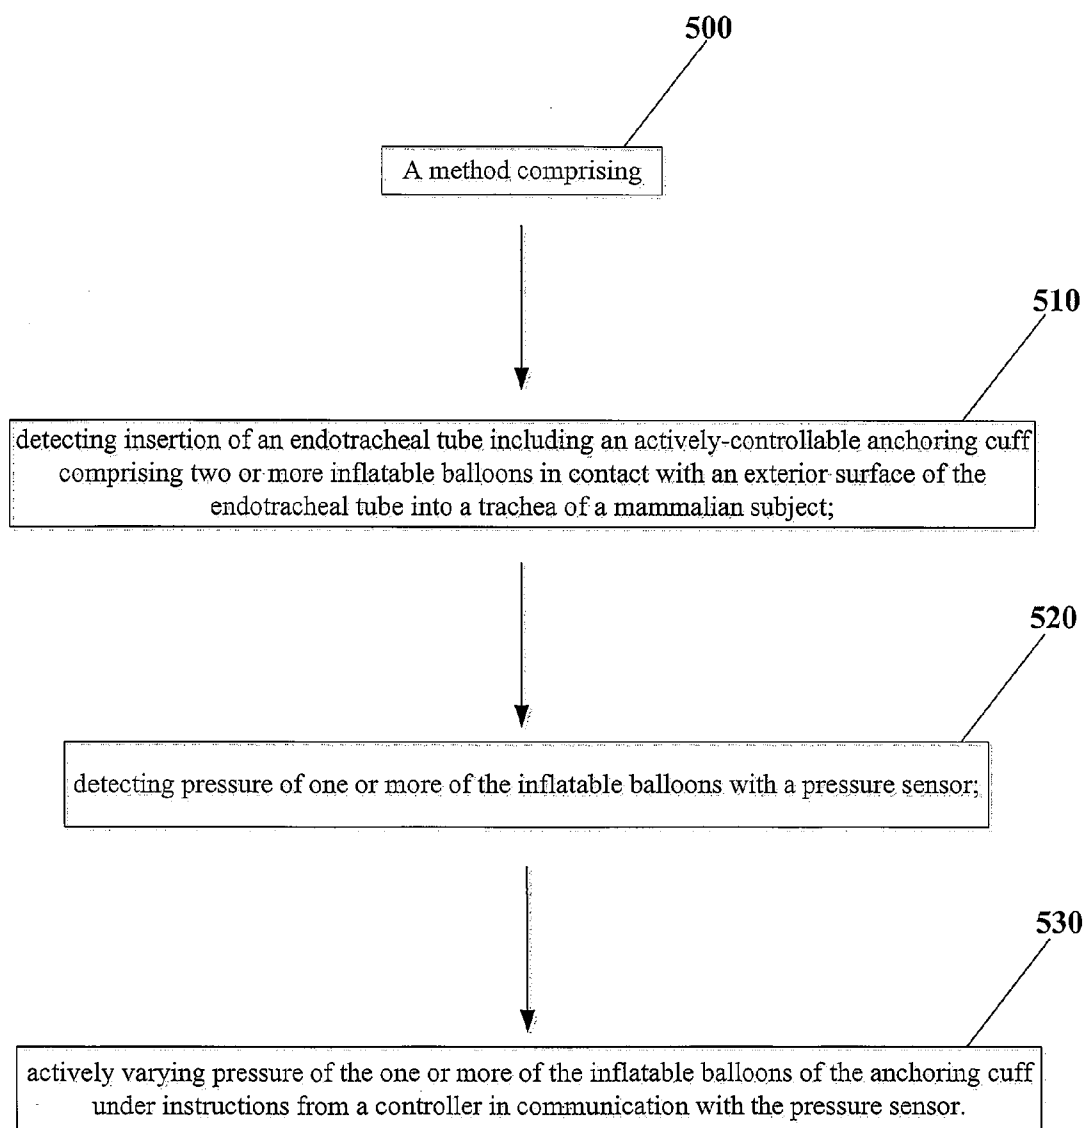 500
A method comprising
510
detecting insertion of an endotracheal tube including an actively-controllable anchoring cuff
comprising two or more inflatable balloons in contact with an exterior surface of the
endotracheal tube into a trachea of a mammalian subject;
520
detecting pressure of one or more of the inflatable balloons with a pressure sensor;
530
actively varying pressure of the one or more of the inflatable balloons of the anchoring cuff
under instructions from a controller in communication with the pressure sensor.